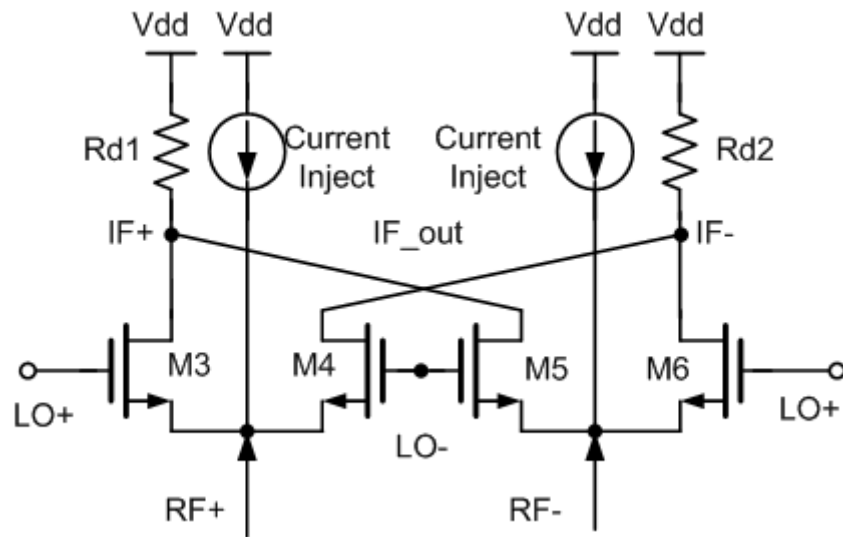 Vdd
Vdd
Vdd
Vdd
Rd1
Current
Inject
Current
Inject
Rd2
IF+
IF_out
IF-
M3
M4
M5
M6
LO+
LO-
LO+
RF+
RF-